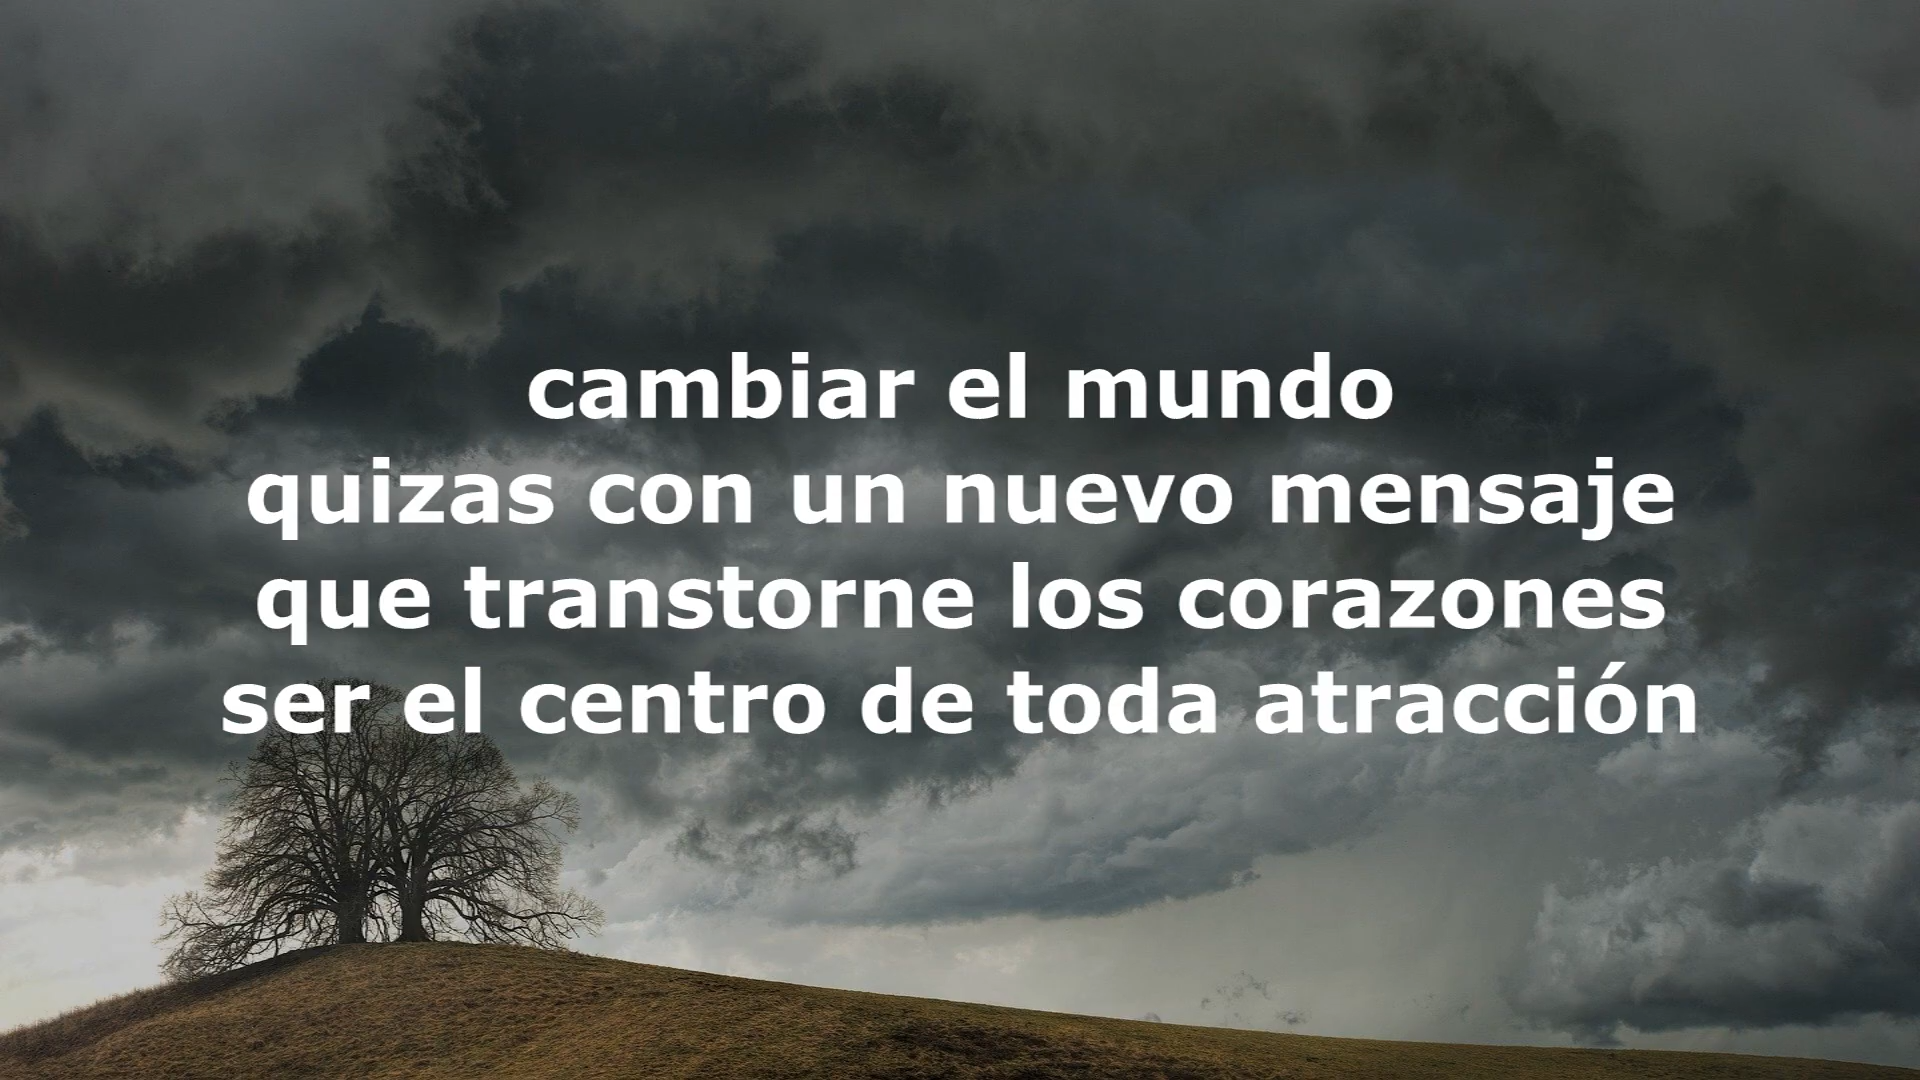 cambiar el mundo
quizas con un nuevo mensaje
que transtorne los corazones
ser el centro de toda atracción